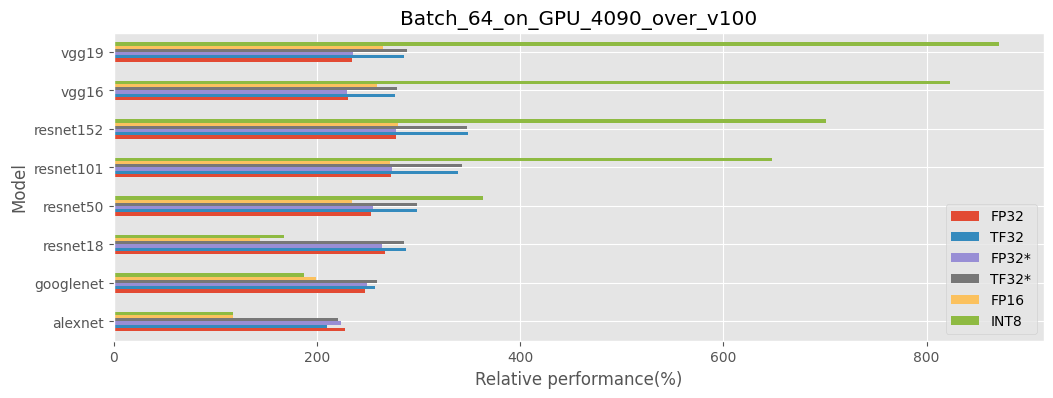 Batch_64_on_GPU_4090_over_v100
Model
vgg19
vgg16
resnet152
resnet101
resnet50
resnet18
googlenet
alexnet
FP32
TF32
FP32*
TF32*
FP16
INT8
0 200 400 600 800
Relative performance(%)